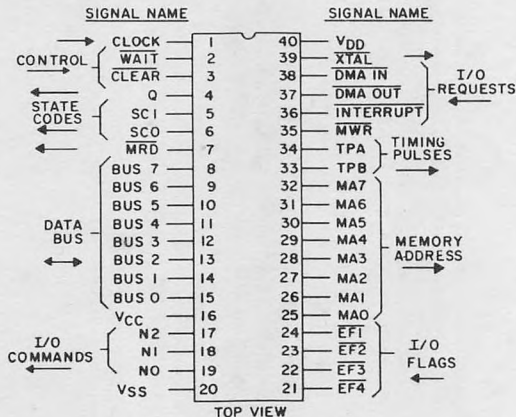 SIGNAL NAME SIGNAL NAME
CLOCK 1 40 VDD
CONTROL WAIT 2 39 XTAL
CLEAR 3 38 DMA IN I/O
Q 4 37 DMA OUT REQUESTS
STATE SC1 5 36 INTERRUPT
CODES SC0 6 35 MWR
MRD 7 34 TPA TIMING
BUS 7 8 33 TPB PULSES
BUS 6 9 32 MA7
BUS 5 10 31 MA6
DATA BUS 4 11 30 MA5
BUS BUS 3 12 29 MA4 MEMORY
BUS 2 13 28 MA3 ADDRESS
BUS 1 14 27 MA2
BUS 0 15 26 MA1
VCC 16 25 MA0
I/O N2 17 24 EF1
COMMANDS N1 18 23 EF2 I/O
N0 19 22 EF3 FLAGS
VSS 20 21 EF4
TOP VIEW